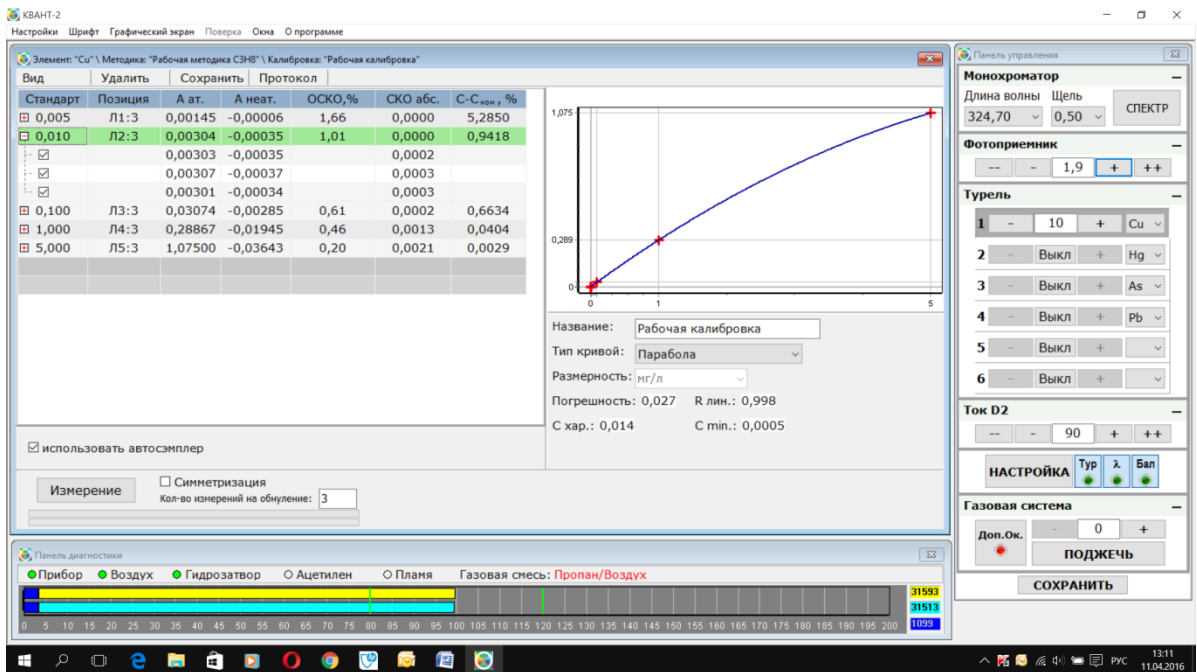 КВАНТ-2
Настройки Шрифт Графический экран Поверка Окна О программе
Элемент: "Cu" \ Методика: "Рабочая методика C3H8" \ Калибровка: "Рабочая калибровка"
Вид Удалить Сохранить Протокол
Стандарт Позиция А ат. А неат. ОСКО,% СКО абс. С-Сном, %
0,005 Л1:3 0,00145 -0,00006 1,66 0,0000 5,2850
0,010 Л2:3 0,00304 -0,00035 1,01 0,0000 0,9418
0,00303 -0,00035 0,0002
0,00307 -0,00037 0,0003
0,00301 -0,00034 0,0003
0,100 Л3:3 0,03074 -0,00285 0,61 0,0002 0,6634
1,000 Л4:3 0,28867 -0,01945 0,46 0,0013 0,0404
5,000 Л5:3 1,07500 -0,03643 0,20 0,0021 0,0029
1,075
0,289
0
0 1 5
Название: Рабочая калибровка
Тип кривой: Парабола
Размерность: мг/л
Погрешность: 0,027 R лин.: 0,998
С хар.: 0,014 C min.: 0,0005
использовать автосэмплер
Измерение
Симметризация
Кол-во измерений на обнуление: 3
Панель диагностики
Прибор Воздух Гидрозатвор Ацетилен Пламя Газовая смесь: Пропан/Воздух
31593
31513
0 5 10 15 20 25 30 35 40 45 50 55 60 65 70 75 80 85 90 95 100 105 110 115 120 125 130 135 140 145 150 155 160 165 170 175 180 185 190 195 200 1099
Панель управления
Монохроматор
Длина волны Щель
324,70 0,50 СПЕКТР
Фотоприемник
-- - 1,9 + ++
Турель
1 - 10 + Cu
2 - Выкл + Hg
3 - Выкл + As
4 - Выкл + Pb
5 - Выкл +
6 - Выкл +
Ток D2
-- - 90 + ++
НАСТРОЙКА Тур λ Бал
Газовая система
Доп.Ок. - 0 +
ПОДЖЕЧЬ
СОХРАНИТЬ
РУС 13:11
11.04.2016